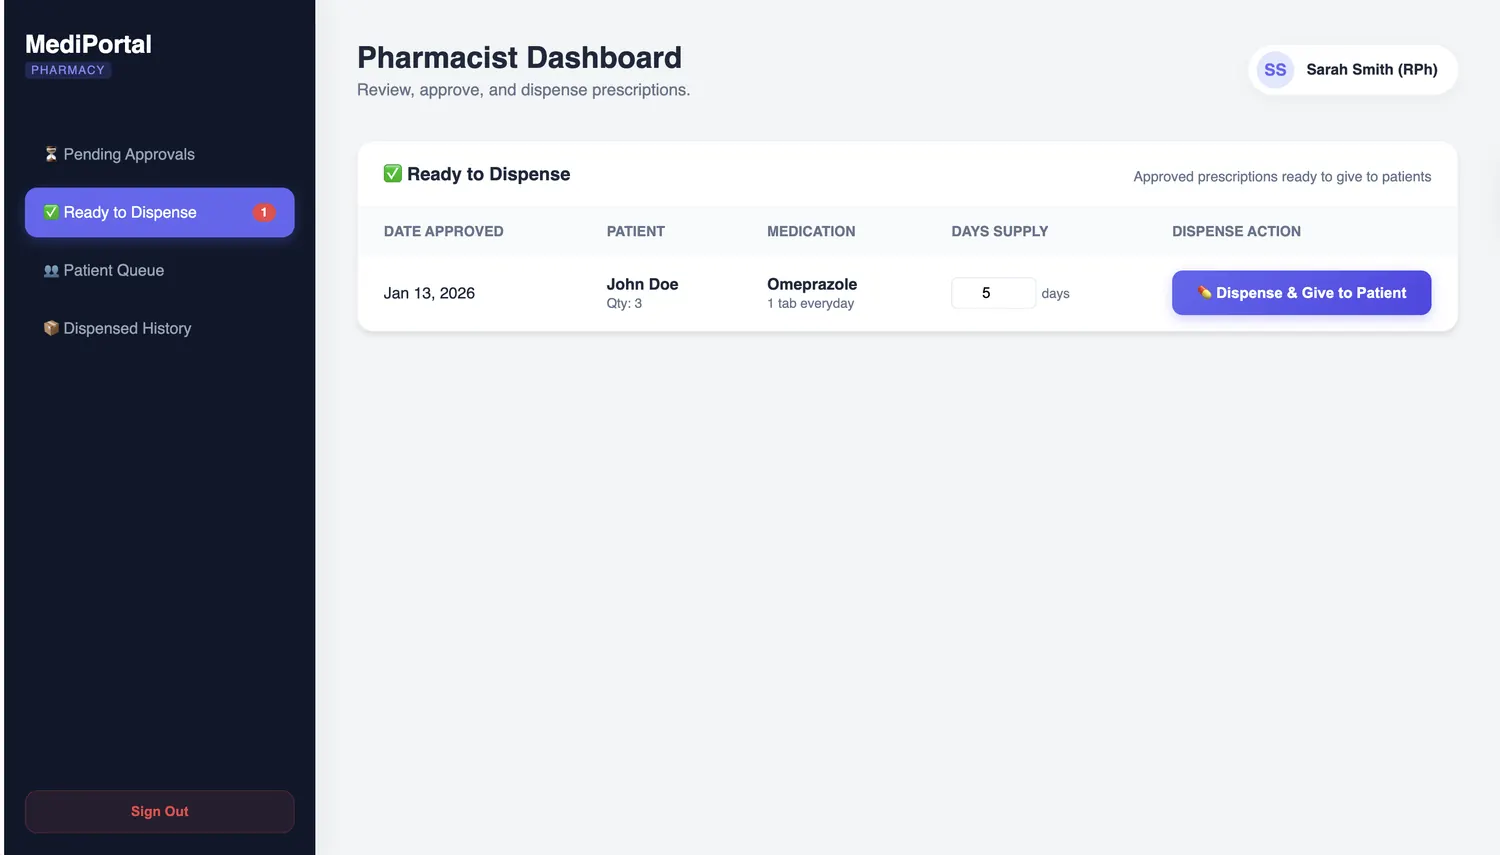 MediPortal
PHARMACY
⏳ Pending Approvals
✅ Ready to Dispense 1
👥 Patient Queue
📦 Dispensed History
Sign Out
Pharmacist Dashboard
Review, approve, and dispense prescriptions.
SS Sarah Smith (RPh)
✅ Ready to Dispense
Approved prescriptions ready to give to patients
DATE APPROVED PATIENT MEDICATION DAYS SUPPLY DISPENSE ACTION
Jan 13, 2026
John Doe
Qty: 3
Omeprazole
1 tab everyday
5 days
💊 Dispense & Give to Patient